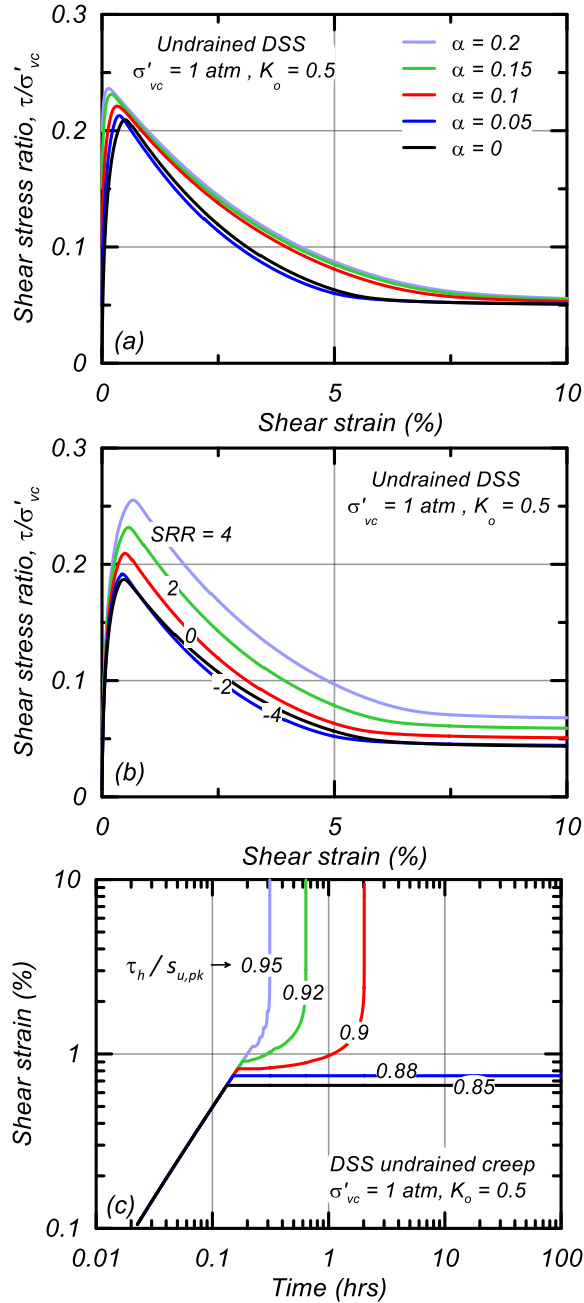 0.3
Undrained DSS
σ'vc = 1 atm , Ko = 0.5
α = 0.2
α = 0.15
α = 0.1
α = 0.05
α = 0
0.2
0.1
0
Shear stress ratio, τ/σ'vc
(a)
0 5 10
Shear strain (%)
0.3
Undrained DSS
σ'vc = 1 atm , Ko = 0.5
SRR = 4
2
0
-2
-4
0.2
0.1
0
Shear stress ratio, τ/σ'vc
(b)
0 5 10
Shear strain (%)
10
τh / su,pk
0.95
0.92
0.9
0.88
0.85
1
0.1
Shear strain (%)
DSS undrained creep
σ'vc = 1 atm, Ko = 0.5
(c)
0.01 0.1 1 10 100
Time (hrs)